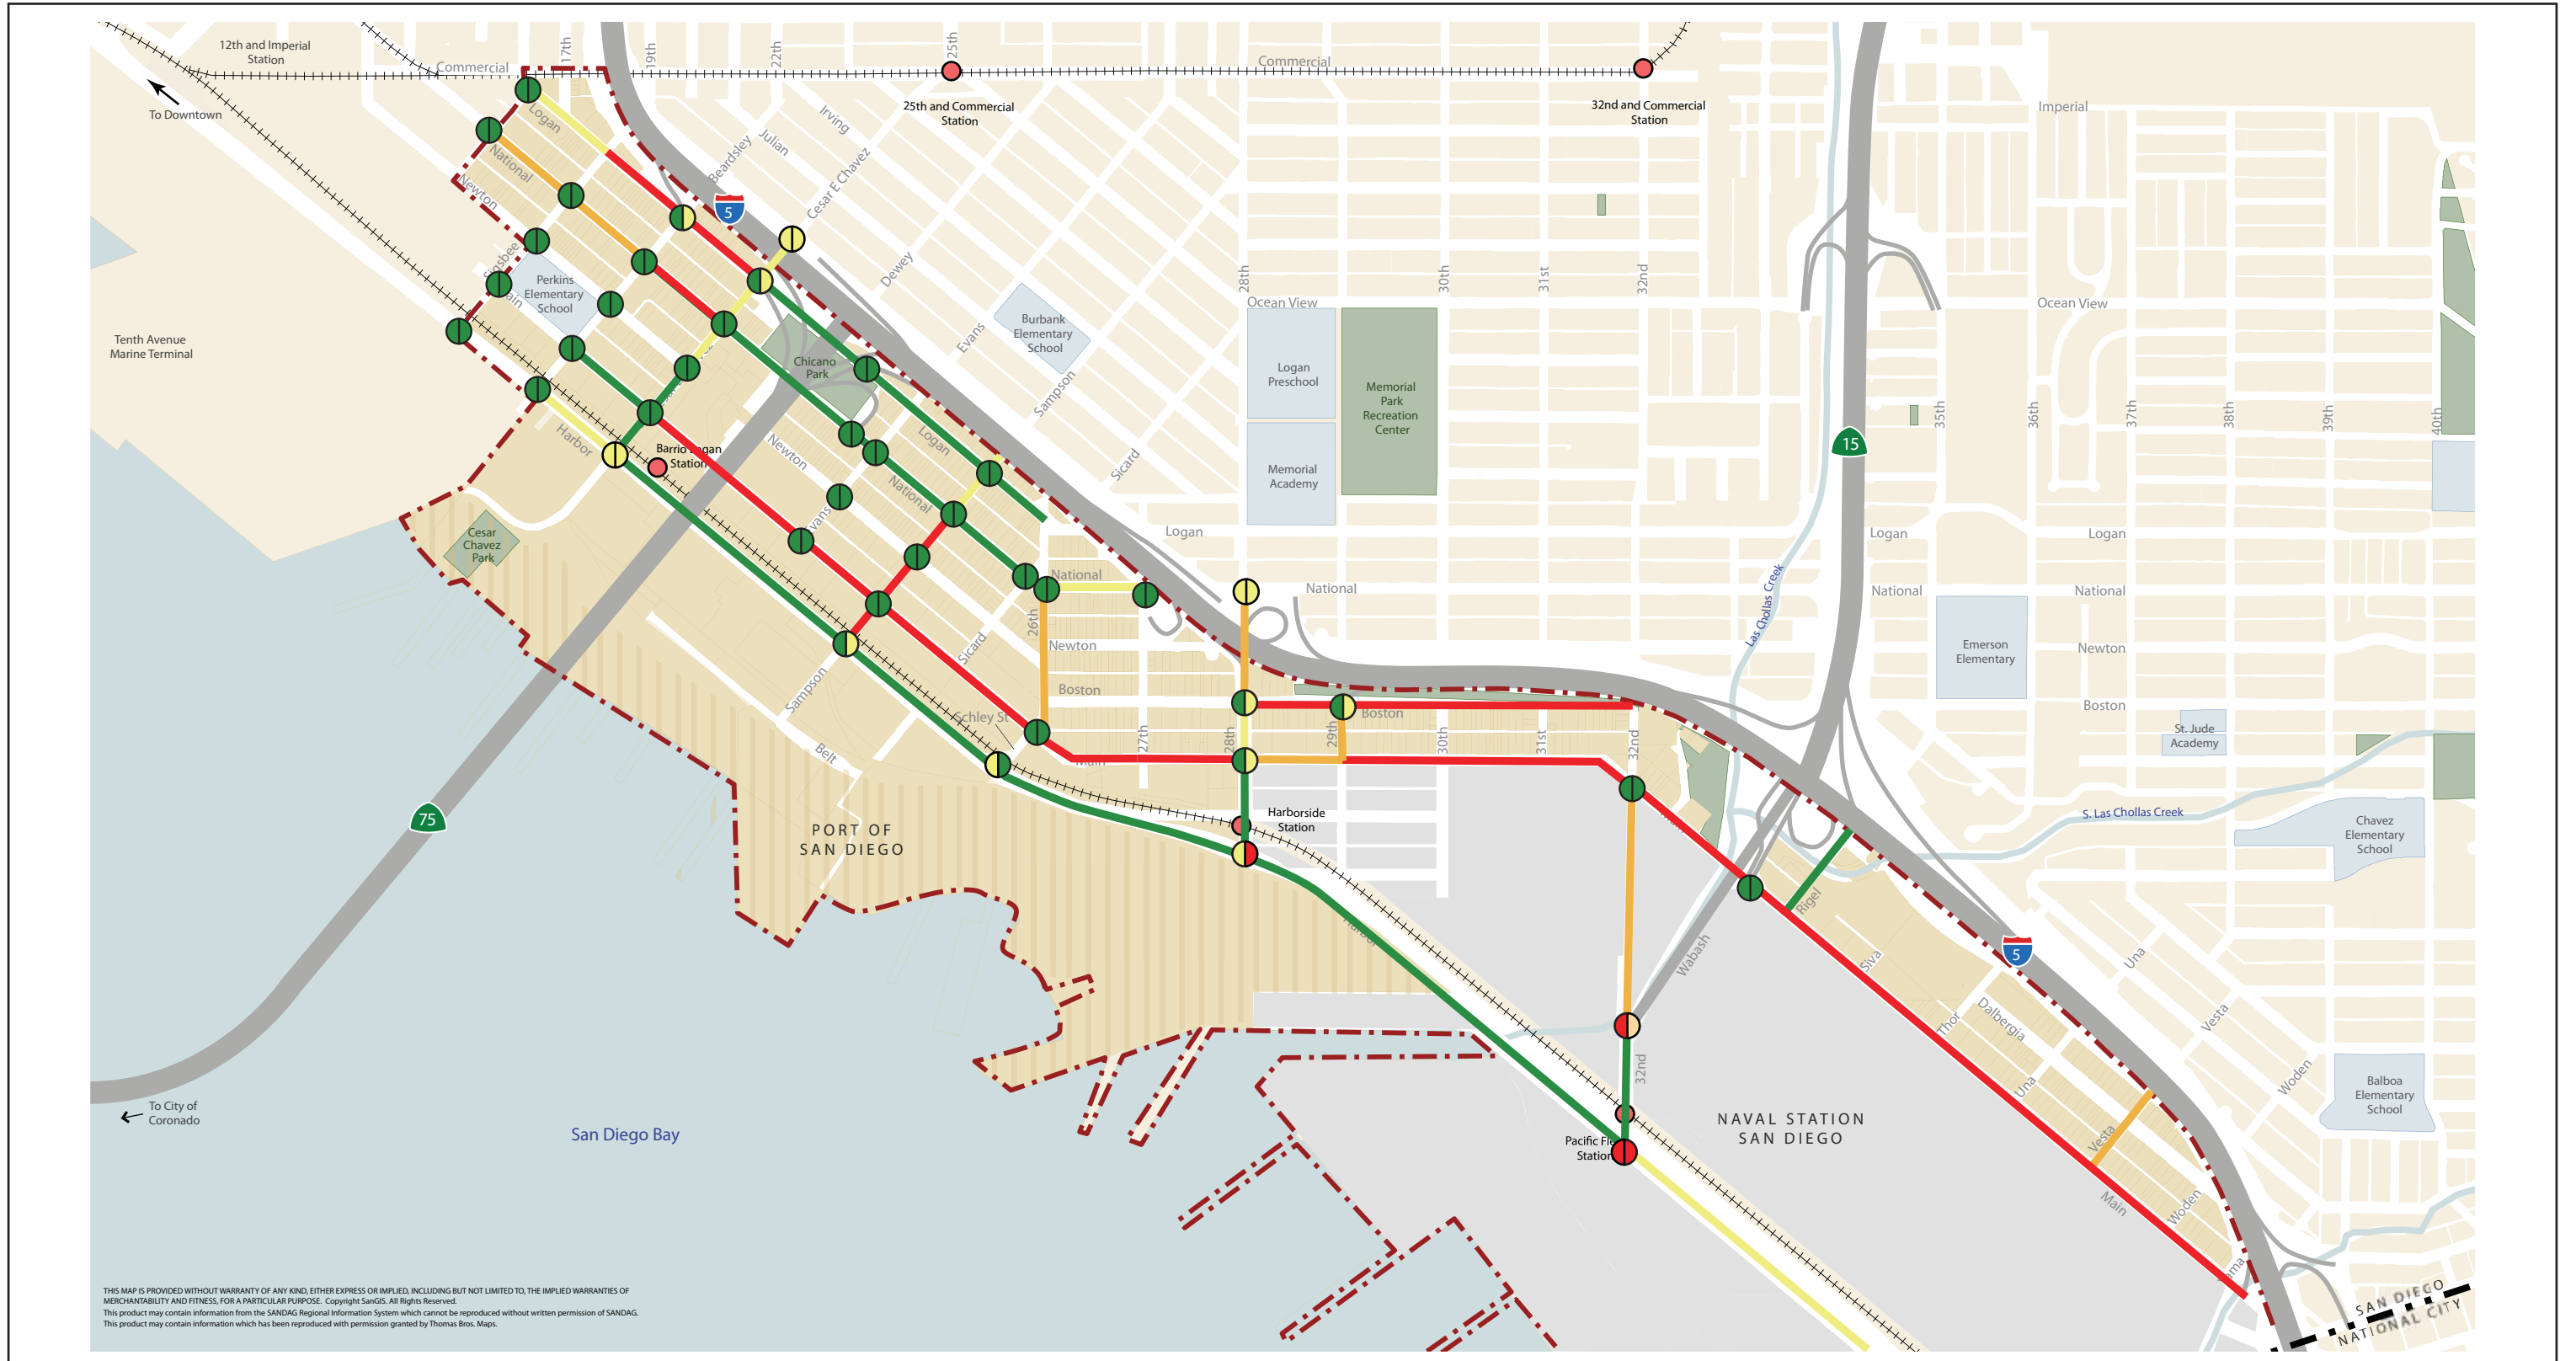 12th and Imperial
Station
Commercial
17th
19th
22th
25th
Commercial
To Downtown
25th and Commercial
Station
32nd and Commercial
Station
Imperial
Logan
National
Newton
Beardsley
Julian
Irving
Cesar E Chavez
5
Dewey
Evans
Sampson
Sicard
28th
30th
31st
32nd
Ocean View
Ocean View
Perkins
Elementary
School
Tenth Avenue
Marine Terminal
Burbank
Elementary
School
Chicano
Park
Logan
Preschool
Memorial
Park
Recreation
Center
Memorial
Academy
35th
36th
37th
38th
39th
40th
15
Harbor
Station
Newton
Logan
National
Cesar
Chavez
Park
Logan
Logan
Logan
National
National
National
National
26th
Newton
Boston
Sicard
Sampson
Schley St
Belt
Las Chollas Creek
Emerson
Elementary
Newton
Boston
Boston
St. Jude
Academy
27th
28th
29th
30th
31st
32nd
75
PORT OF
SAN DIEGO
Harborside
Station
S. Las Chollas Creek
Chavez
Elementary
School
Rigel
Wabash
Siva
5
Una
Vesta
Woden
Thor
Dalbergia
Una
Balboa
Elementary
School
32nd
NAVAL STATION
SAN DIEGO
Station
To City of
Coronado
San Diego Bay
Vesta
Main
Woden
SAN DIEGO
NATIONAL CITY
THIS MAP IS PROVIDED WITHOUT WARRANTY OF ANY KIND, EITHER EXPRESS OR IMPLIED, INCLUDING BUT NOT LIMITED TO, THE IMPLIED WARRANTIES OF
MERCHANTABILITY AND FITNESS, FOR A PARTICULAR PURPOSE. Copyright SanGIS. All Rights Reserved.
This product may contain information from the SANDAG Regional Information System which cannot be reproduced without written permission of SANDAG.
This product may contain information which has been reproduced with permission granted by Thomas Bros. Maps.